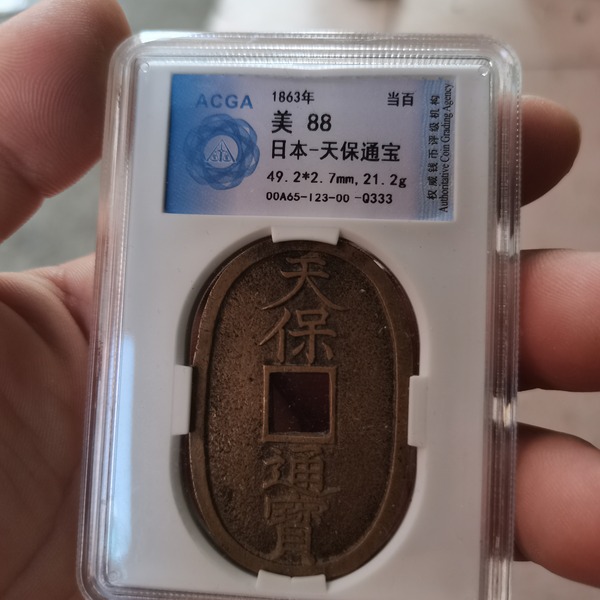 ACGA
1863年 当百
美 88
日本-天保通宝
49.2*2.7mm,21.2g
00A65-123-00-Q333
权威钱币评级机构
Authoritative Coin Grading Agency
天
保
通
寳